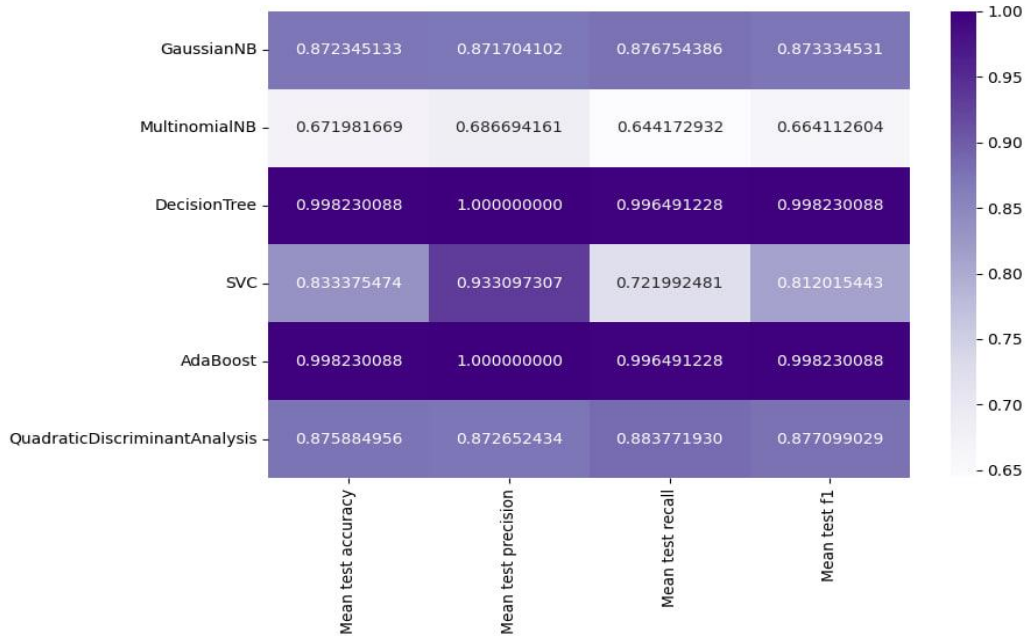 GaussianNB 0.872345133 0.871704102 0.876754386 0.873334531
MultinomialNB 0.671981669 0.686694161 0.644172932 0.664112604
DecisionTree 0.998230088 1.000000000 0.996491228 0.998230088
SVC 0.833375474 0.933097307 0.721992481 0.812015443
AdaBoost 0.998230088 1.000000000 0.996491228 0.998230088
QuadraticDiscriminantAnalysis 0.875884956 0.872652434 0.883771930 0.877099029
Mean test accuracy
Mean test precision
Mean test recall
Mean test f1
1.00
0.95
0.90
0.85
0.80
0.75
0.70
0.65